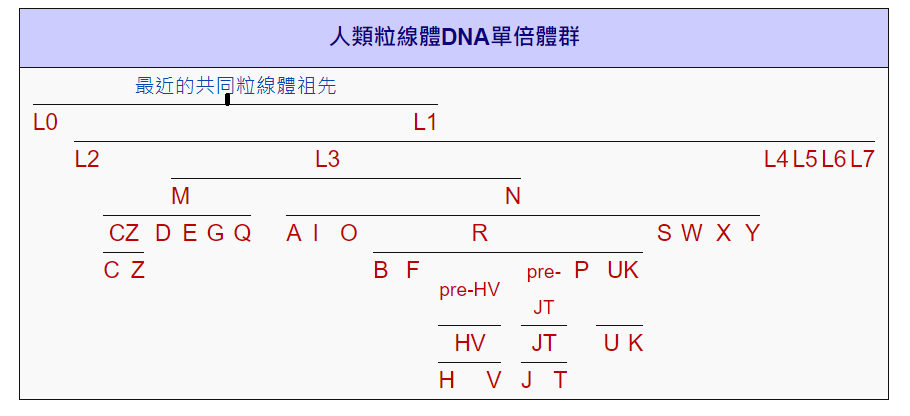 人類粒線體DNA單倍體群
最近的共同粒線體祖先
L0 L1
L2 L3 L4 L5 L6 L7
M N
CZ D E G Q A I O R S W X Y
C Z B F pre-HV pre-JT P UK
HV JT U K
H V J T